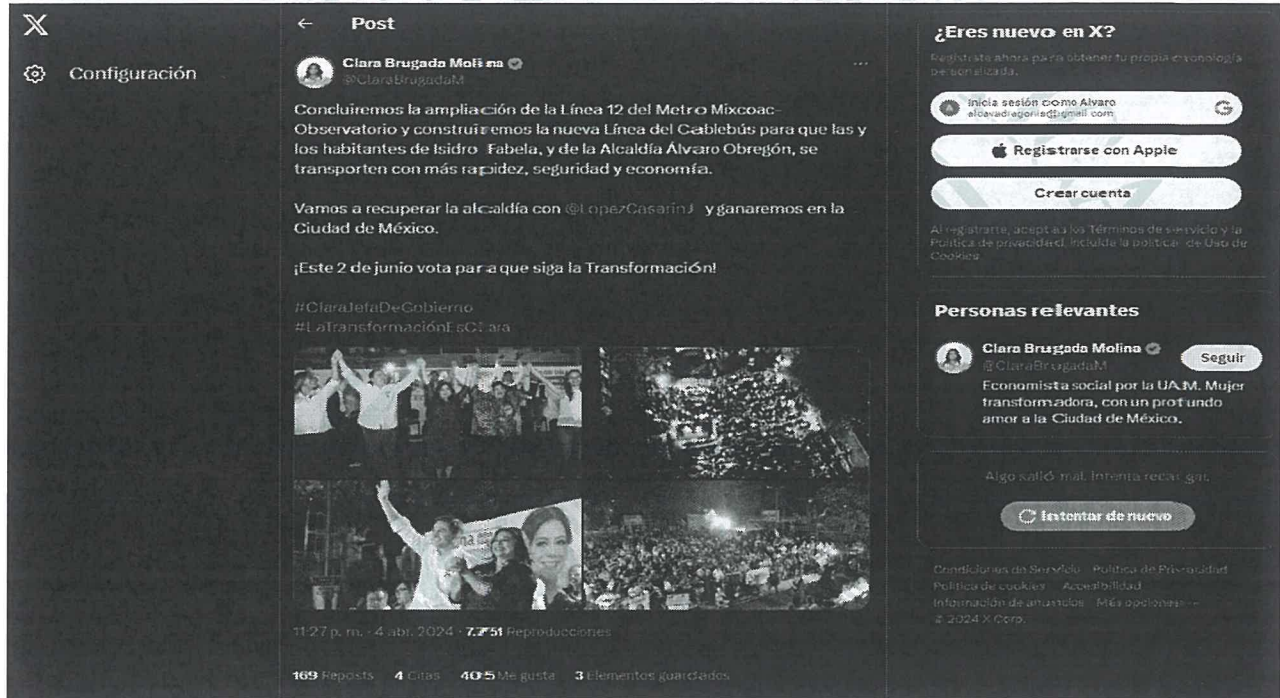 X
Configuración
← Post
Clara Brugada Molina
@ClaraBrugadaM
...
Concluiremos la ampliación de la Línea 12 del Metro Mixcoac-
Observatorio y construiremos la nueva Línea del Cablebús para que las y
los habitantes de Isidro Fabela, y de la Alcaldía Álvaro Obregón, se
transporten con más rapidez, seguridad y economía.
Vamos a recuperar la alcaldía con @LopezCasarinJ y ganaremos en la
Ciudad de México.
¡Este 2 de junio vota para que siga la Transformación!
#ClaraJefaDeGobierno
#LaTransformaciónEsClara
11:27 p. m. · 4 abr. 2024 · 7,751 Reproducciones
169 Reposts 4 Citas 405 Me gusta 3 Elementos guardados
¿Eres nuevo en X?
Regístrate ahora para obtener tu propia cronología
personalizada.
Inicia sesión como Alvaro
@gmail.com
Registrarse con Apple
Crear cuenta
Al registrarte, aceptas los Términos de servicio y la
Política de privacidad, incluida la política de Uso de
Cookies.
Personas relevantes
Clara Brugada Molina
@ClaraBrugadaM
Seguir
Economista social por la UAM. Mujer
transformadora, con un profundo
amor a la Ciudad de México.
Algo salió mal. Intenta recargar.
Intentar de nuevo
Condiciones de Servicio Política de Privacidad
Política de cookies Accesibilidad
Información de anuncios Más opciones ...
© 2024 X Corp.